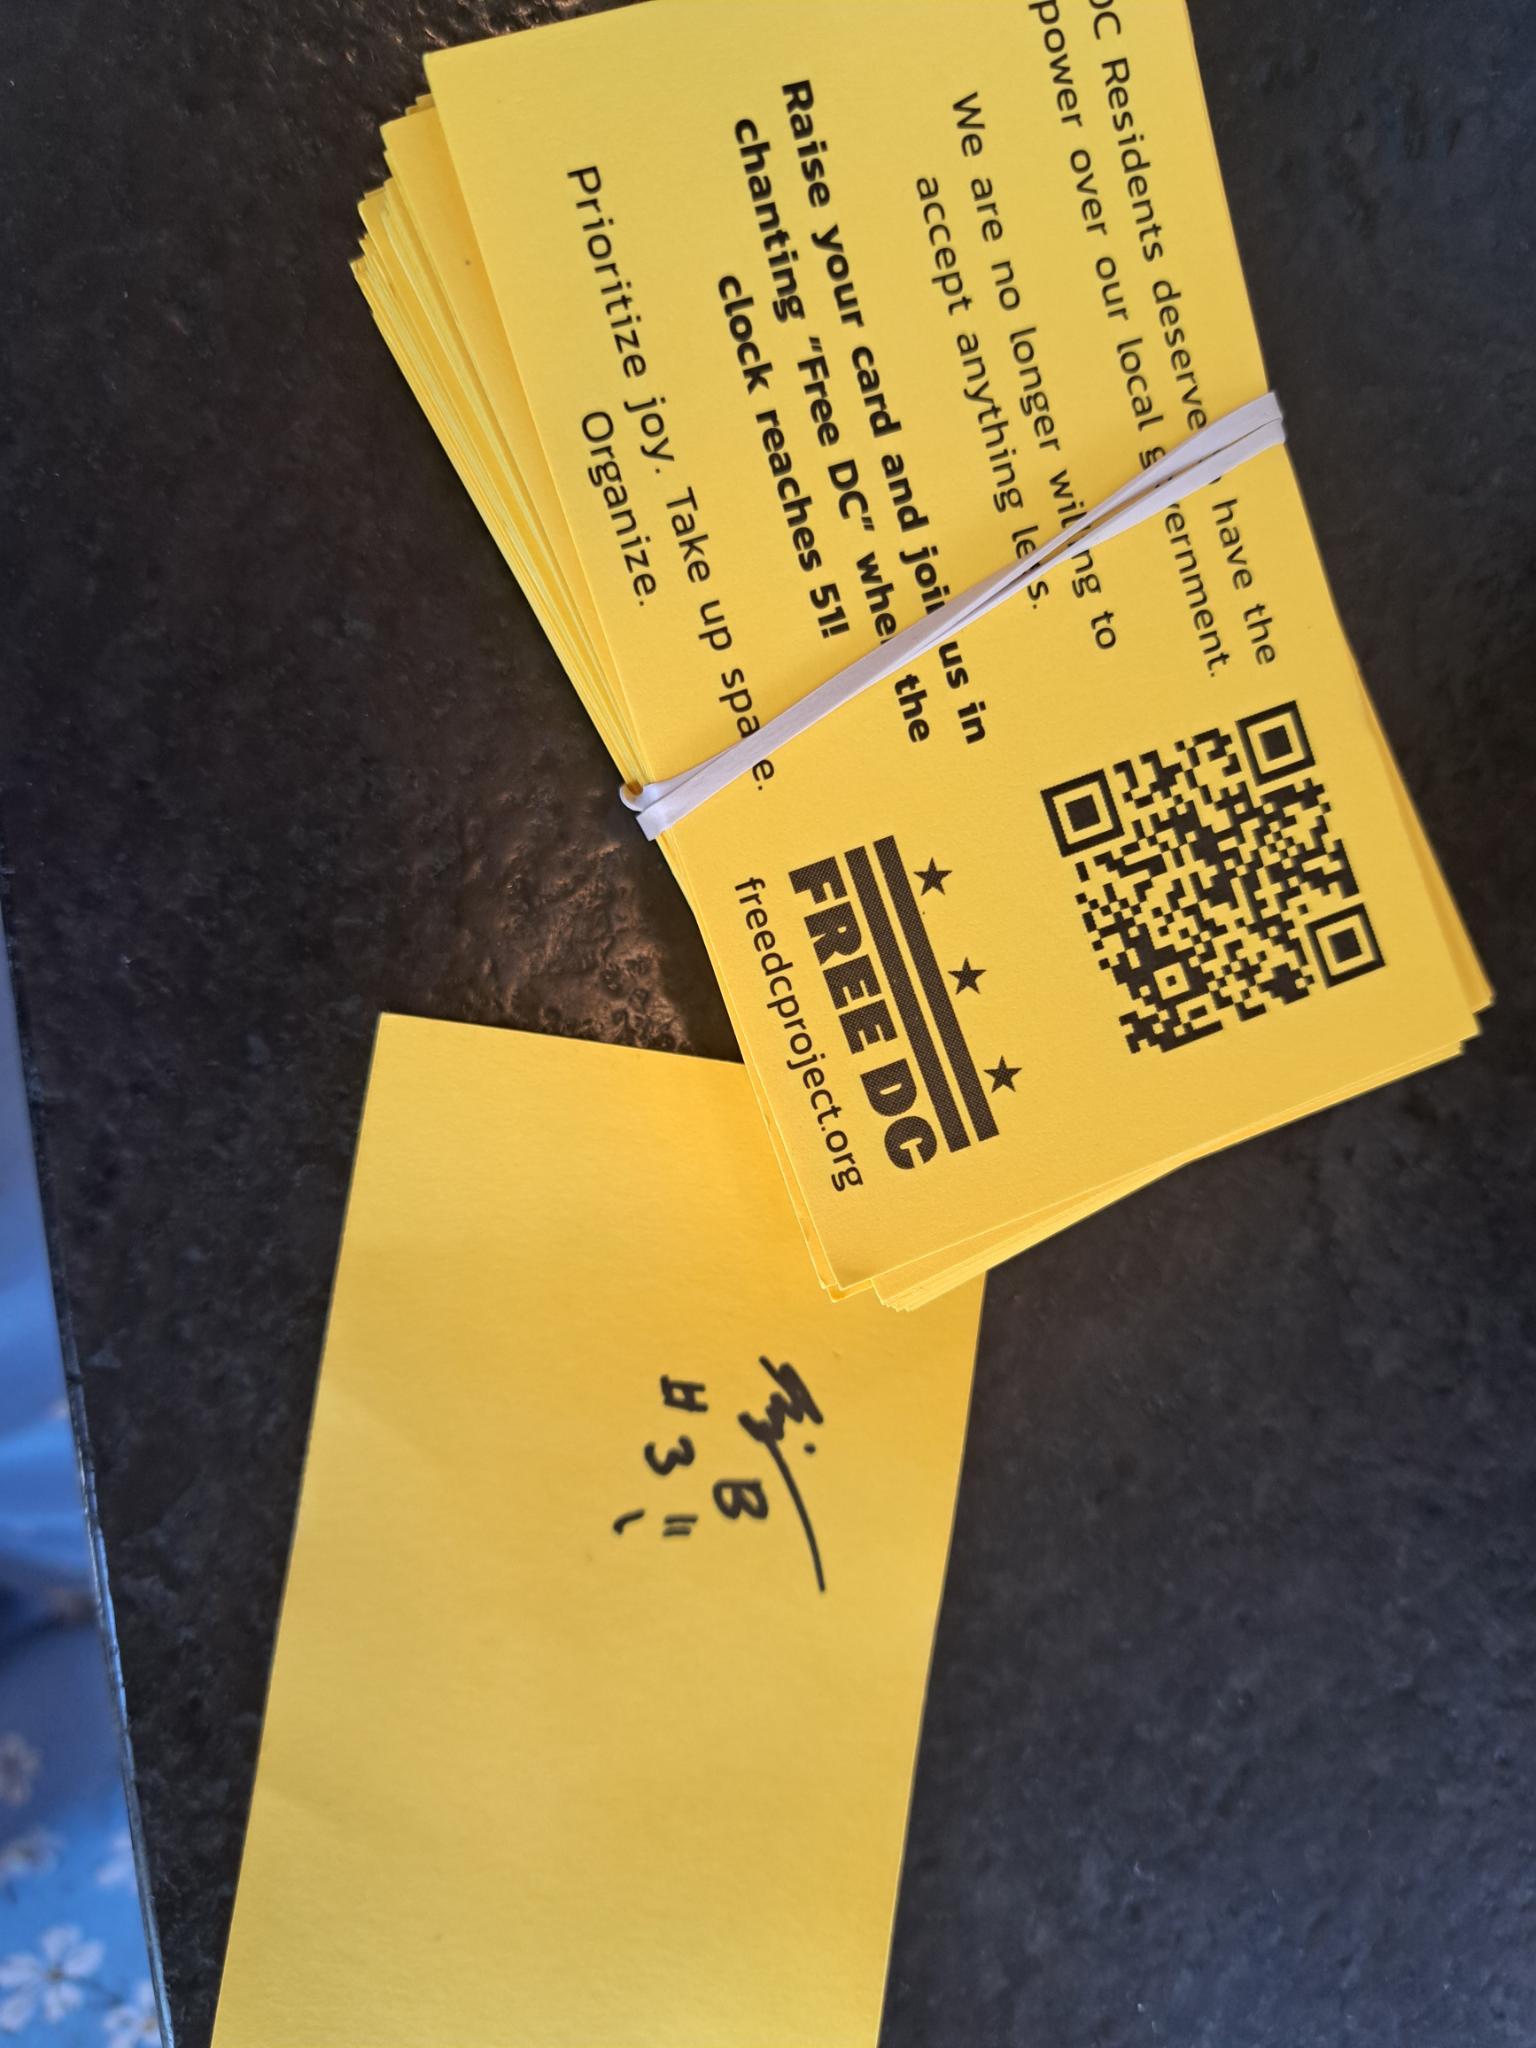 DC Residents deserve to have the
power over our local government.
We are no longer willing to
accept anything less.
Raise your card and join us in
chanting "Free DC" when the
clock reaches 51!
Prioritize joy. Take up space.
Organize.
FREE DC
freedcproject.org
B
#3"